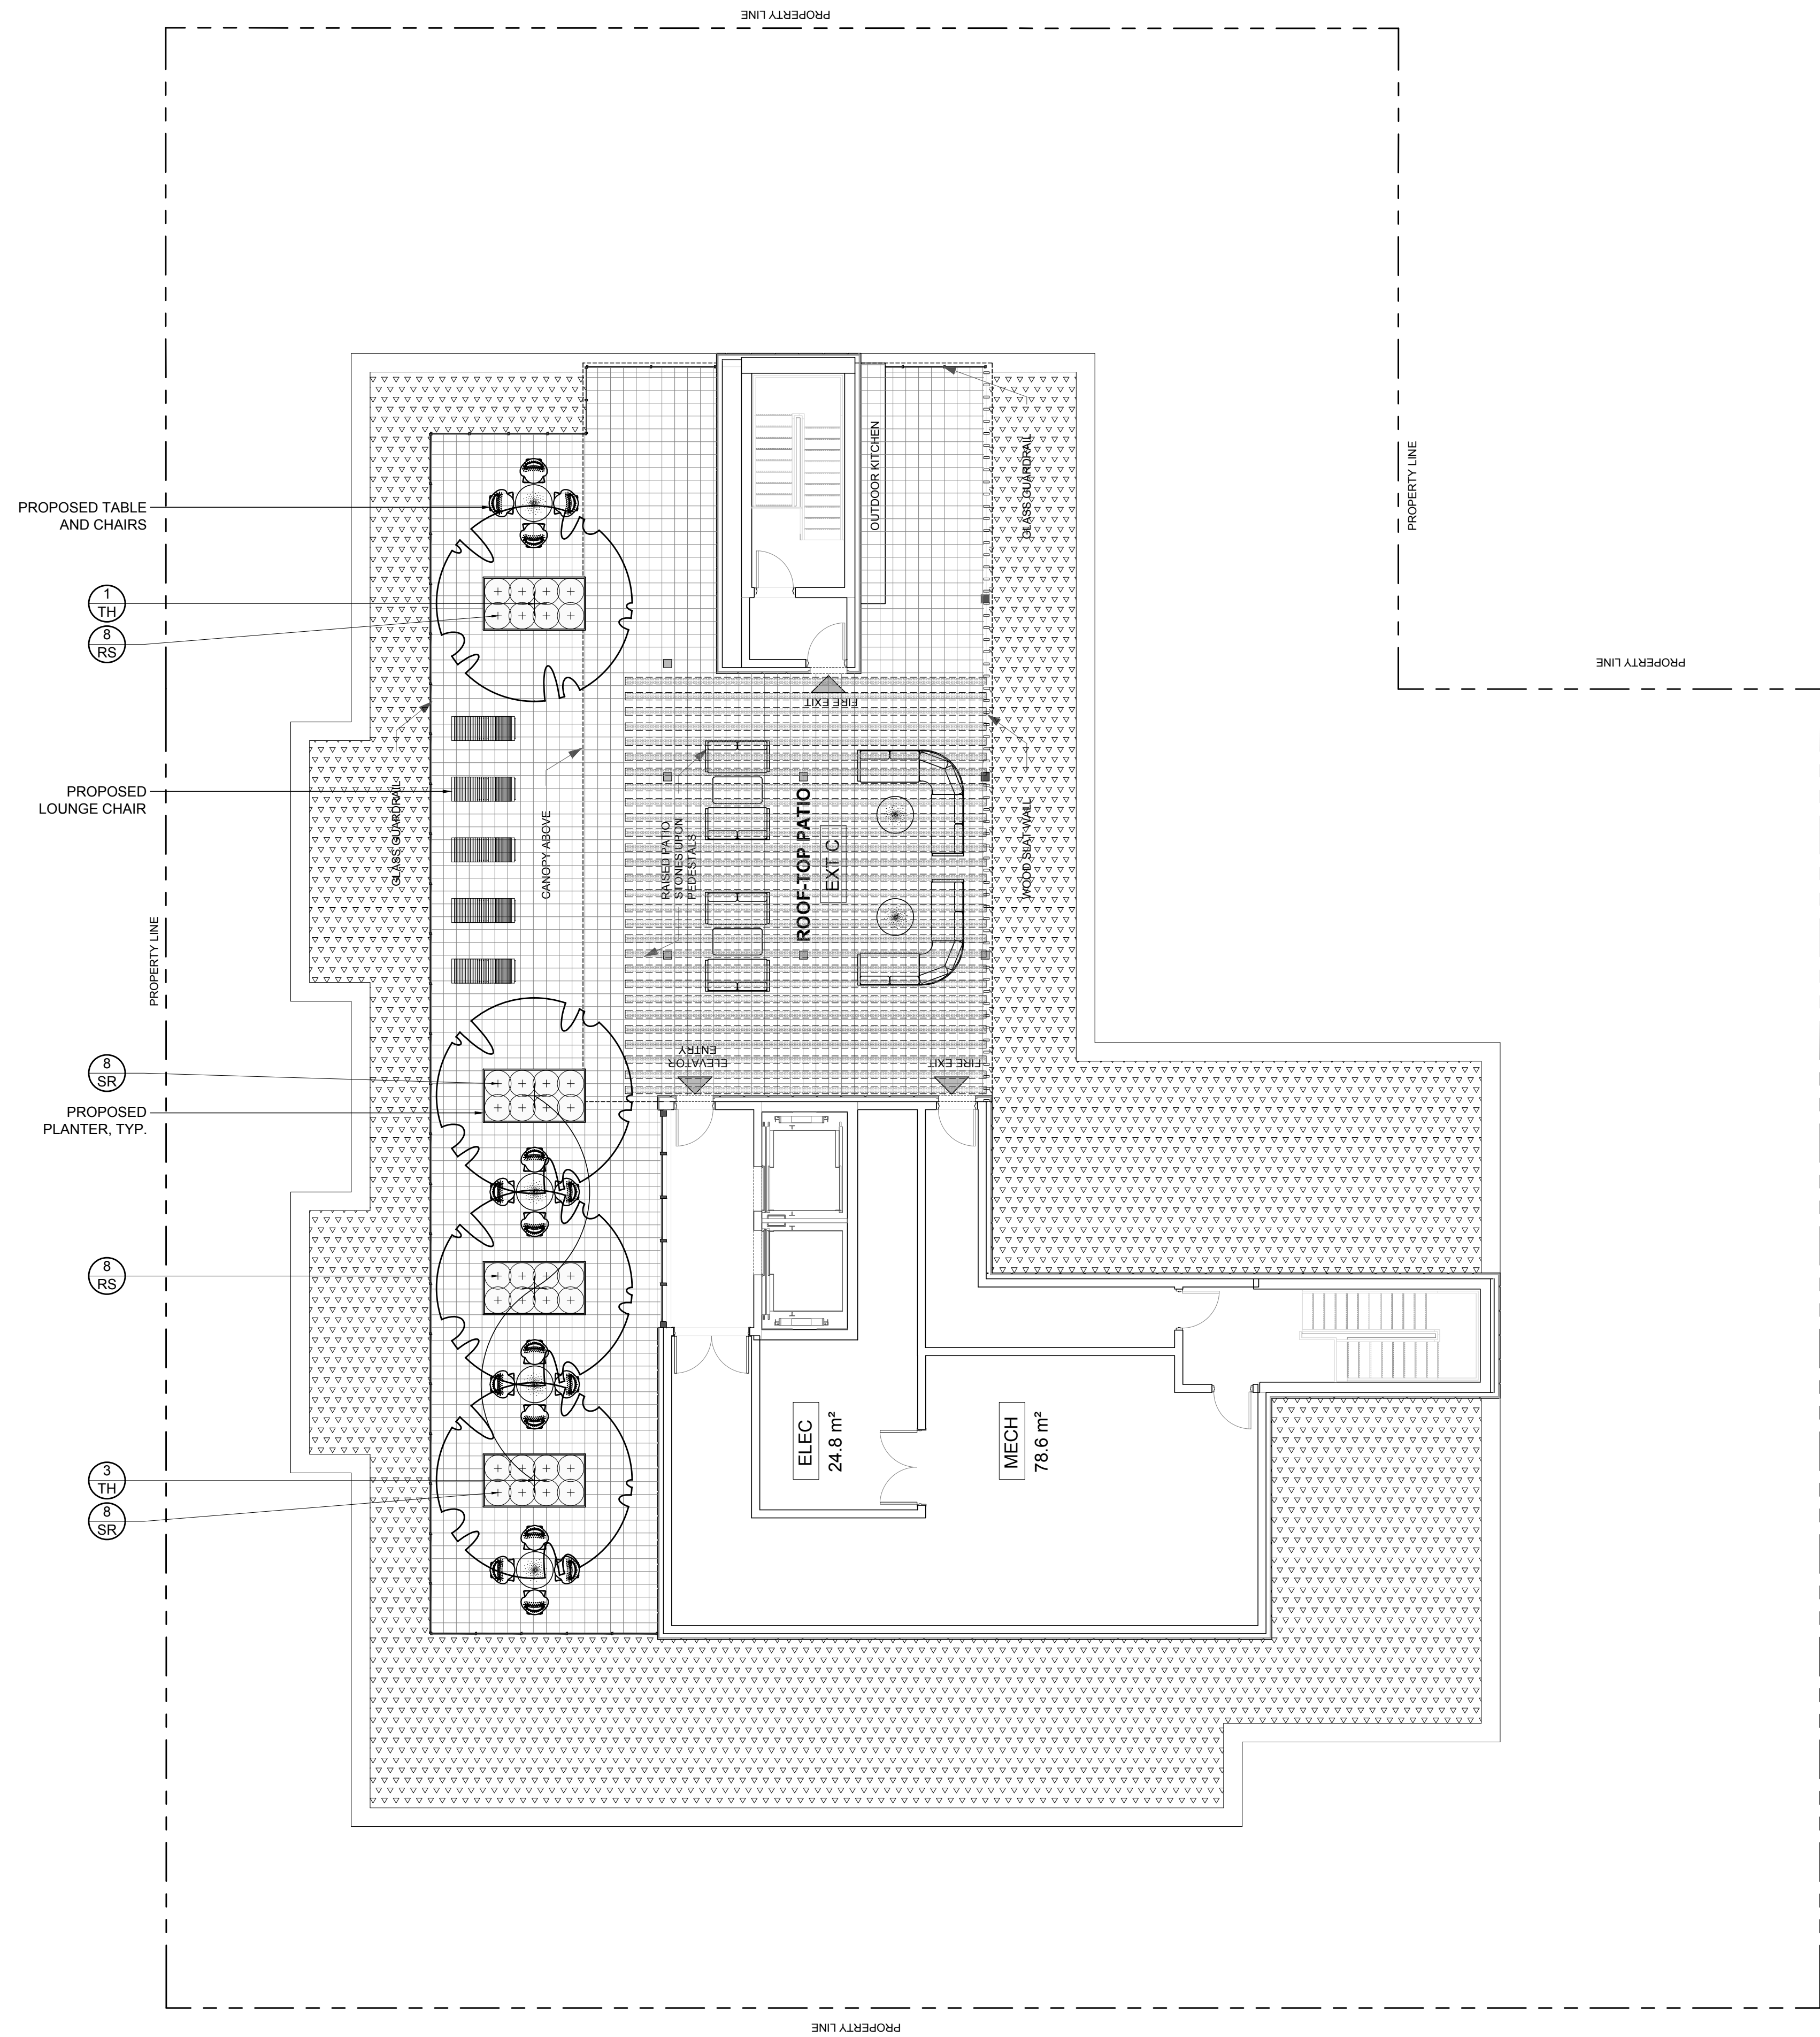 PROPERTY LINE
PROPERTY LINE
OUTDOOR KITCHEN
GLASS GUARDRAIL
PROPOSED TABLE
AND CHAIRS
1
TH
8
RS
PROPERTY LINE
FIRE EXIT
PROPOSED
LOUNGE CHAIR
GLASS GUARDRAIL
CANOPY ABOVE
RAISED PATIO
STONES UPON
PEDESTALS
ROOF-TOP PATIO
EXT C
WOOD SLAT WALL
PROPERTY LINE
ELEVATOR
ENTRY
FIRE EXIT
8
SR
PROPOSED
PLANTER, TYP.
8
RS
ELEC
24.8 m²
MECH
78.6 m²
3
TH
8
SR
PROPERTY LINE